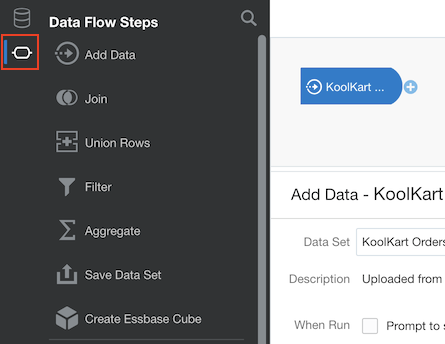 Data Flow Steps
Add Data
Join
Union Rows
Filter
Aggregate
Save Data Set
Create Essbase Cube
KoolKart ...
Add Data - KoolKart
Data Set KoolKart Orders
Description Uploaded from
When Run Prompt to s